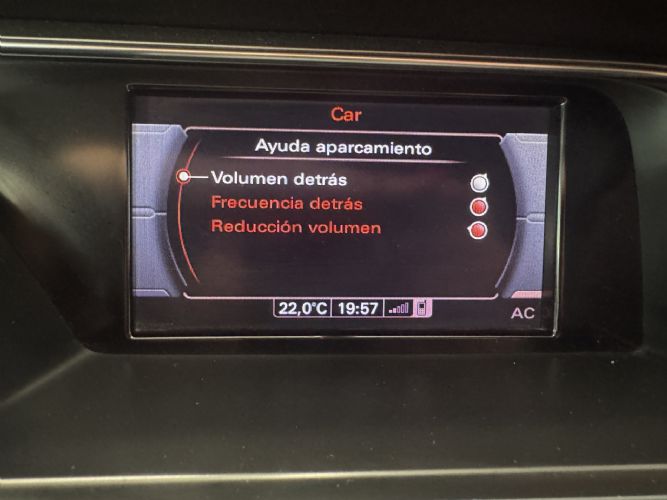 Car
Ayuda aparcamiento
Volumen detrás
Frecuencia detrás
Reducción volumen
22,0°C 19:57
AC